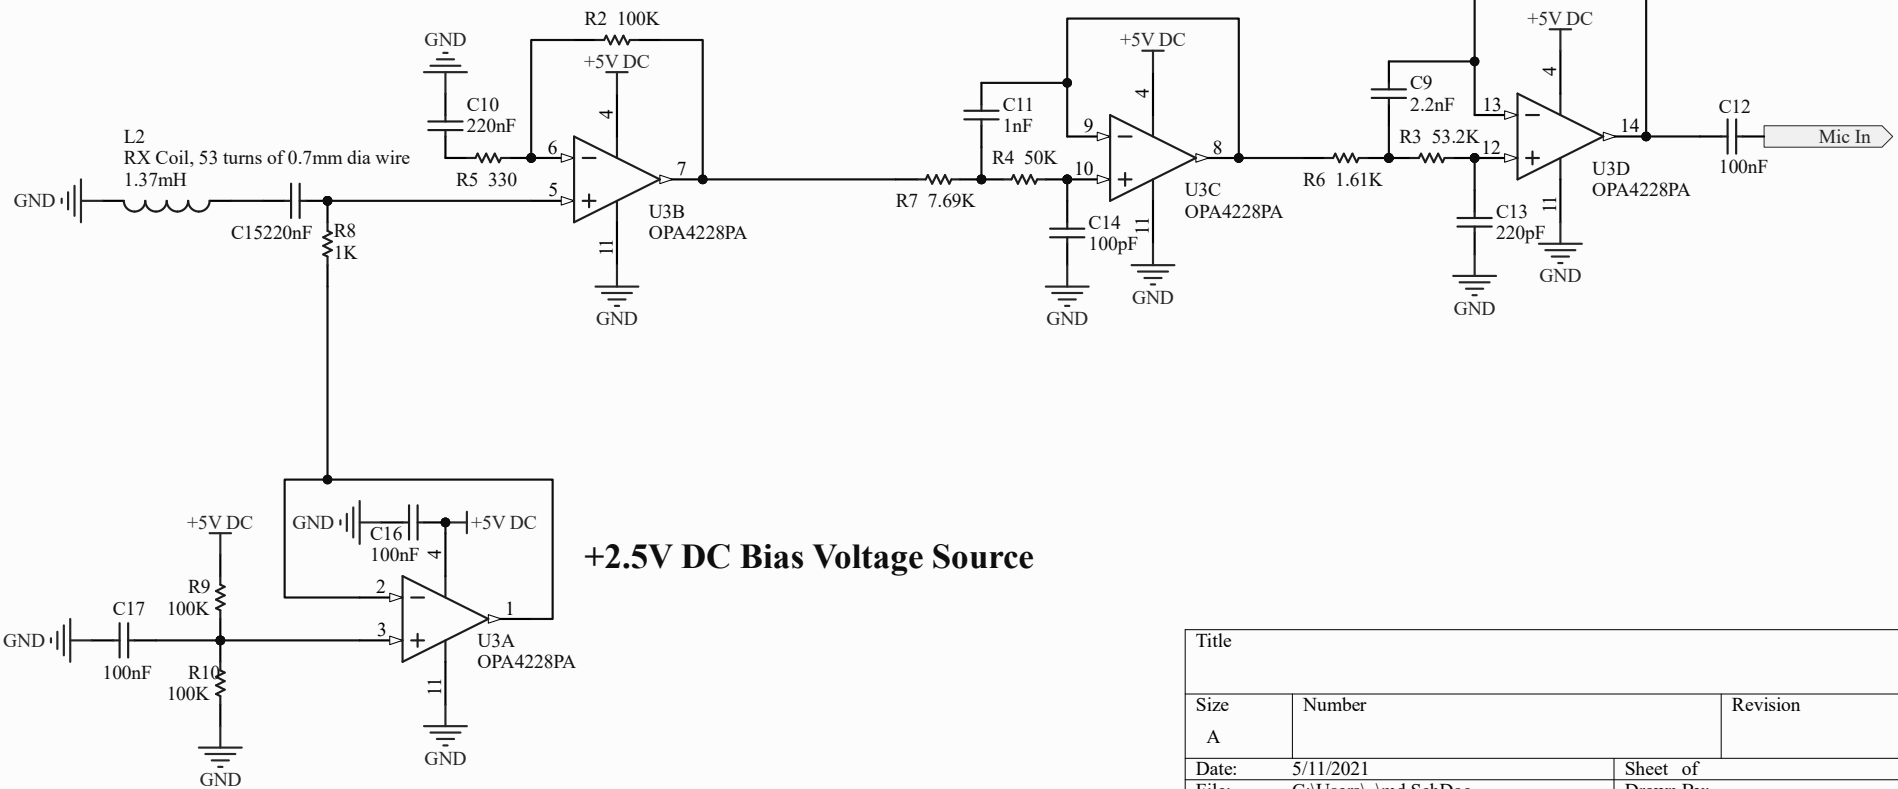 R2 100K
GND
+5V DC
4
C10
220nF
L2
RX Coil, 53 turns of 0.7mm dia wire
1.37mH
GND
C15220nF
R8
1K
R5 330
6
5
7
U3B
OPA4228PA
11
GND
+5V DC
4
C11
1nF
9
R4 50K
10
8
R7 7.69K
U3C
OPA4228PA
C14
100pF
11
GND
GND
+5V DC
4
C9
2.2nF
13
R3 53.2K
12
14
R6 1.61K
U3D
OPA4228PA
C12
100nF
Mic In
C13
220pF
11
GND
GND
+5V DC
R9
100K
GND
C16
100nF
+5V DC
4
2
3
1
+2.5V DC Bias Voltage Source
C17
GND
100nF
R10
100K
U3A
OPA4228PA
11
GND
GND
Title
Size
Number
Revision
A
Date:
5/11/2021
Sheet of